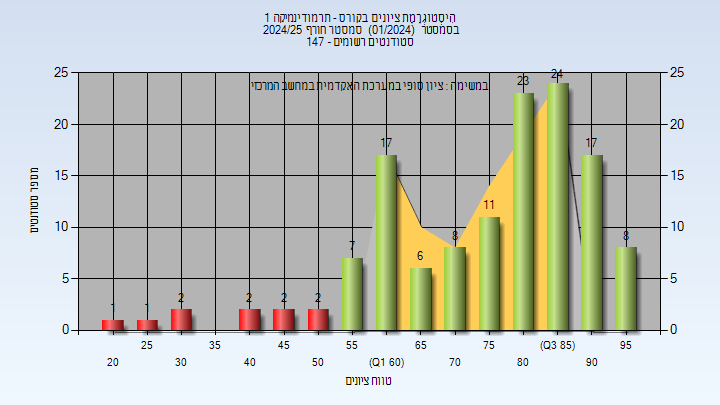 היסטוגרמת ציונים בקורס - תרמודינמיקה 1
בסמסטר (01/2024) סמסטר חורף 2024/25
סטודנטים רשומים - 147
במשימה : ציון סופי במערכת האקדמית במחשב המרכזי
מספר סטודנטים
25 20 15 10 5 0
1 1 2 2 2 2 7 17 6 8 11 23 24 17 8
25 20 15 10 5 0
25 35 45 55 65 75 (Q3 85) 95
20 30 40 50 (Q1 60) 70 80 90
טווח ציונים